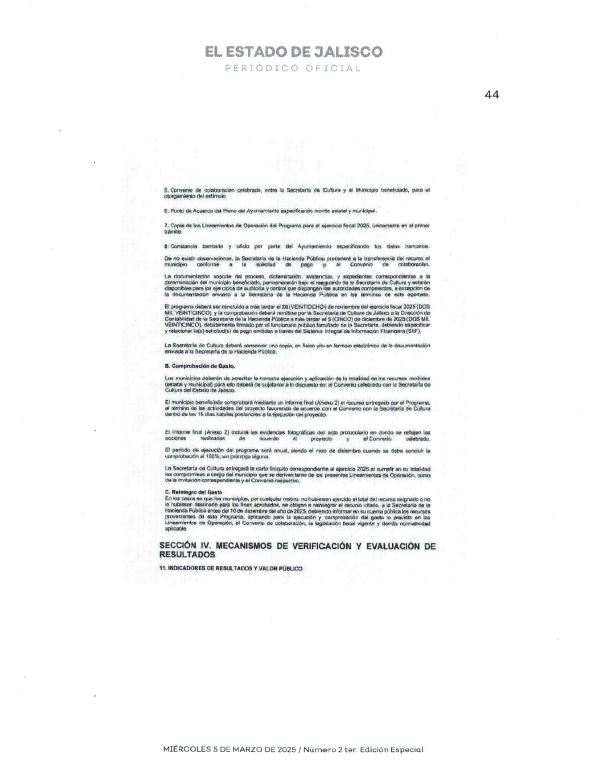 EL ESTADO DE JALISCO
PERIÓDICO OFICIAL
44
5. Convenio de colaboración celebrado, entre la Secretaría de Cultura y el Municipio beneficiado, para el
otorgamiento del estímulo
6. Punto de Acuerdo del Pleno del Ayuntamiento especificando monto estatal y municipal.
7. Copia de los Lineamientos de Operación del Programa para el ejercicio fiscal 2025, únicamente en el primer
trámite.
8. Constancia bancaria y oficio por parte del Ayuntamiento especificando los datos bancarios.
De no existir observaciones, la Secretaría de la Hacienda Pública procederá a la transferencia del recurso al
municipio conforme a la solicitud de pago y al Convenio de colaboración.
La documentación soporte del proceso, dictaminación, evidencias, y expedientes correspondientes a la
determinación del municipio beneficiado, permanecerán bajo el resguardo de la Secretaría de Cultura y estarán
disponibles para los ejercicios de auditoría y control que dispongan las autoridades competentes, a excepción de
la documentación enviada a la Secretaría de la Hacienda Pública en los términos de este apartado.
El programa deberá ser concluido a más tardar el 28 (VEINTIOCHO) de noviembre del ejercicio fiscal 2025 (DOS
MIL VEINTICINCO), y la comprobación deberá remitirse por la Secretaría de Cultura de Jalisco a la Dirección de
Contabilidad de la Secretaría de la Hacienda Pública a más tardar el 5 (CINCO) de diciembre de 2025 (DOS MIL
VEINTICINCO), debidamente firmado por el funcionario público facultado de la Secretaría, debiendo especificar
y relacionar la(s) solicitud(s) de pago emitidas a través del Sistema Integral de Información Financiera (SIIF).
La Secretaría de Cultura deberá conservar una copia, en físico y/o en formato electrónico de la documentación
enviada a la Secretaría de la Hacienda Pública.
B. Comprobación de Gasto.
Los municipios deberán de acreditar la correcta ejecución y aplicación de la totalidad de los recursos recibidos
(estatal y municipal) para ello deberá de sujetarse a lo dispuesto en: el Convenio celebrado con la Secretaría de
Cultura del Estado de Jalisco.
El municipio beneficiado comprobará mediante un informe final (Anexo 2) el recurso entregado por el Programa,
al término de las actividades del proyecto favorecido de acuerdo con el Convenio con la Secretaría de Cultura
dentro de los 15 días hábiles posteriores a la ejecución del proyecto.
El informe final (Anexo 2) incluirá las evidencias fotográficas del acto protocolario en donde se reflejen las
acciones realizadas de acuerdo al proyecto y al Convenio celebrado.
El periodo de ejecución del programa será anual, siendo el mes de diciembre cuando se debe concluir la
comprobación al 100%, sin prórroga alguna.
La Secretaría de Cultura entregará la carta finiquito correspondiente al ejercicio 2025 al cumplir en su totalidad
los compromisos a cargo del municipio que se deriven tanto de los presentes Lineamientos de Operación, como
de la invitación correspondiente y el Convenio respectivo.
C. Reintegro del Gasto
En los casos en que los municipios, por cualquier motivo, no hubiesen ejercido el total del recurso asignado o no
lo hubiesen destinado para los fines aprobados, se obligan a reintegrar el recurso citado, a la Secretaría de la
Hacienda Pública antes del 10 de diciembre del año de 2025, debiendo informar en su cuenta pública los recursos
provenientes de este Programa, aplicando para la ejecución y comprobación del gasto lo previsto en los
Lineamientos de Operación, el Convenio de colaboración, la legislación fiscal vigente y demás normatividad
aplicable.
SECCIÓN IV. MECANISMOS DE VERIFICACIÓN Y EVALUACIÓN DE
RESULTADOS
11. INDICADORES DE RESULTADOS Y VALOR PÚBLICO
MIÉRCOLES 5 DE MARZO DE 2025 / Número 2 ter. Edición Especial